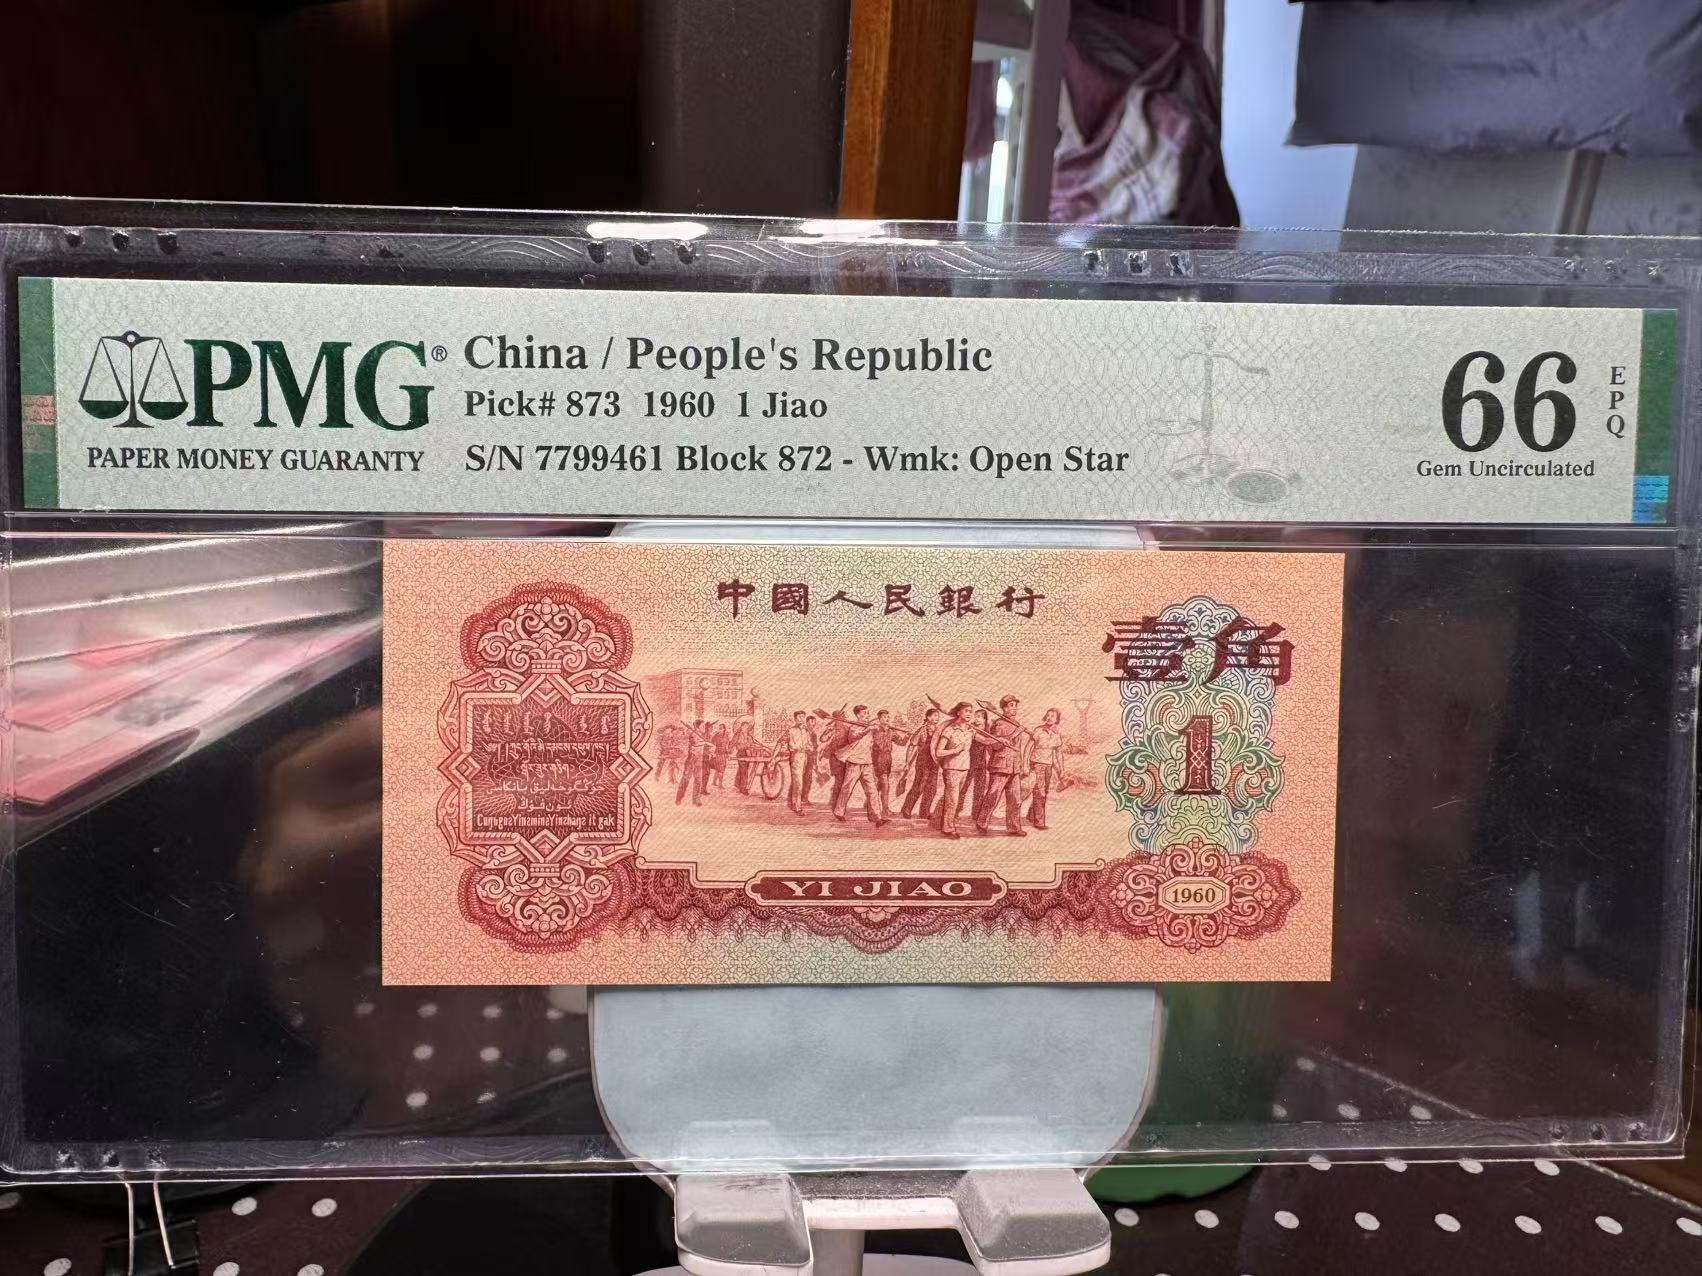 PMG®
PAPER MONEY GUARANTY
China / People's Republic
Pick# 873 1960 1 Jiao
S/N 7799461 Block 872 - Wmk: Open Star
66
EPQ
Gem Uncirculated
中國人民銀行
壹角
1
YI JIAO
1960